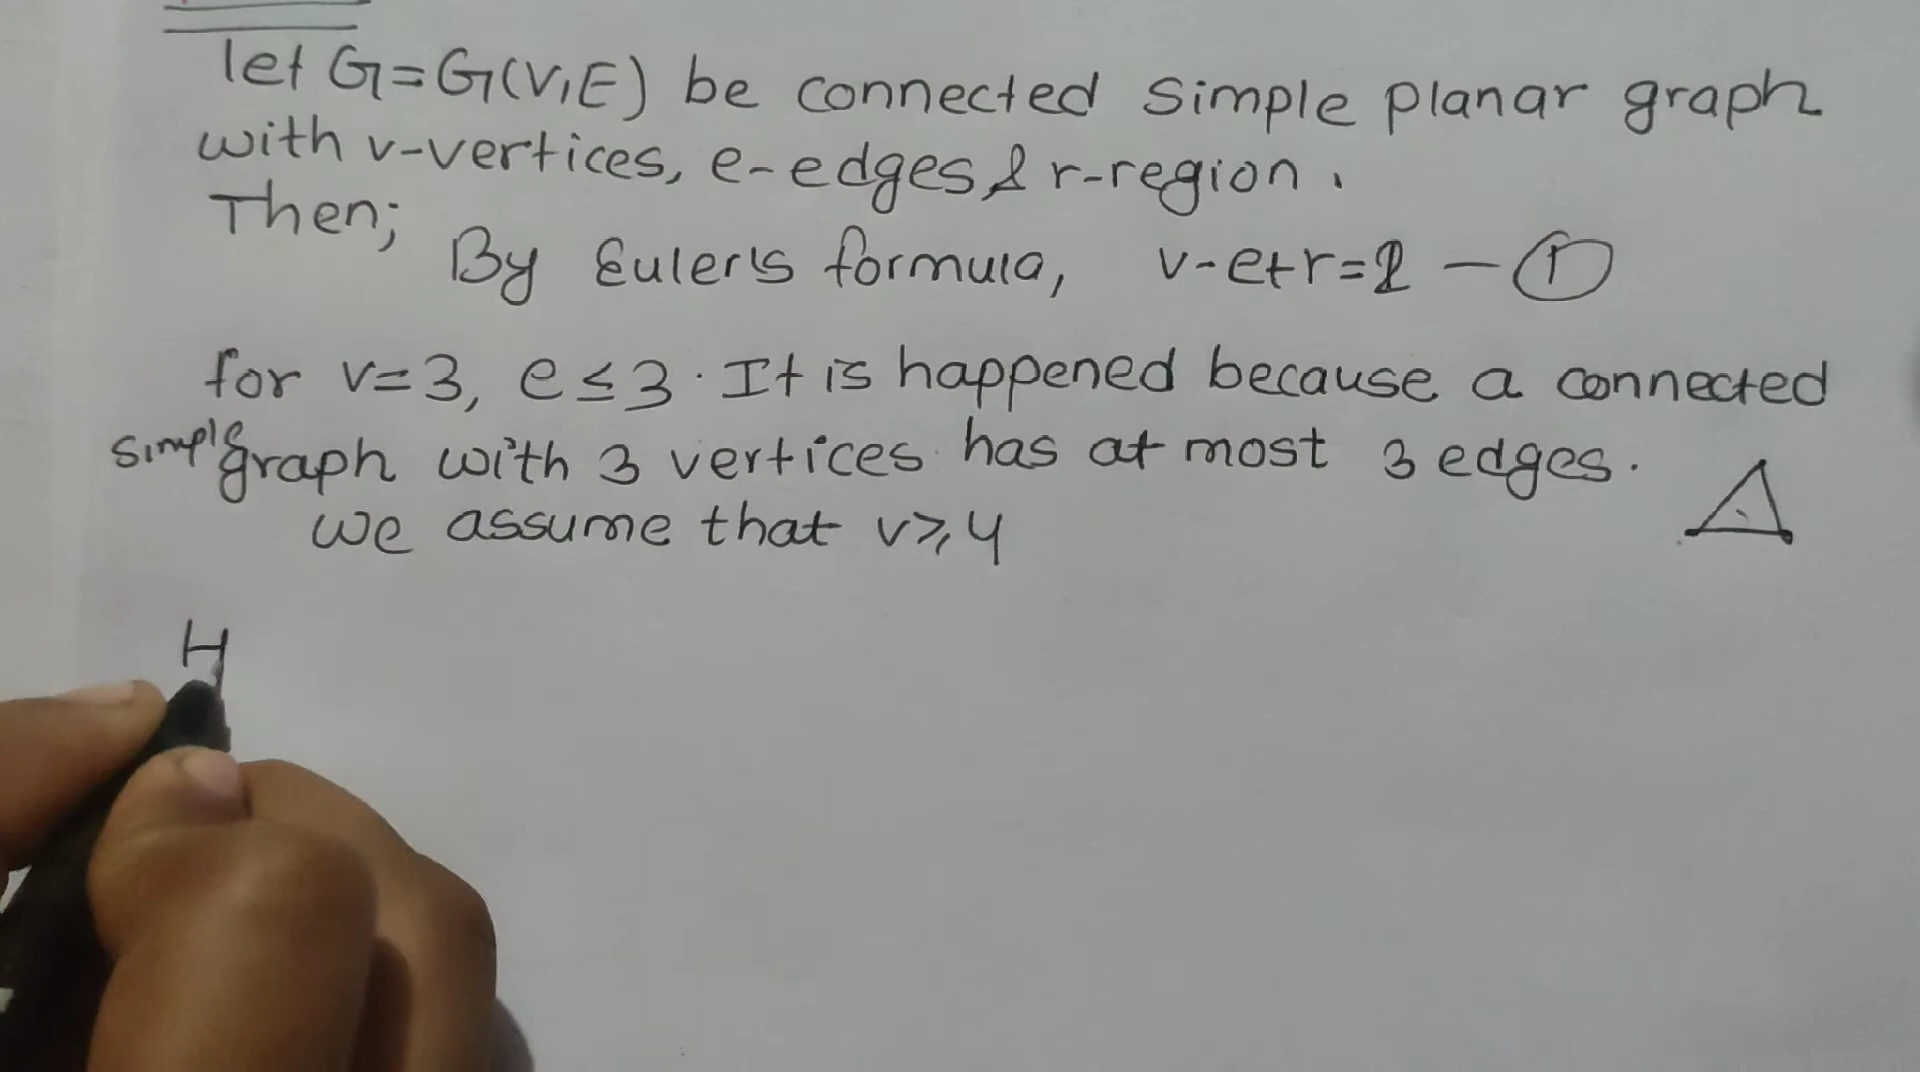 let G=G(V,E) be connected simple planar graph
with v-vertices, e-edges & r-region.
Then;
By Euler's formula, v-e+r=2 — ①
for v=3, e≤3. It is happened because a connected
simple graph with 3 vertices has at most 3 edges.
we assume that v≥4
H